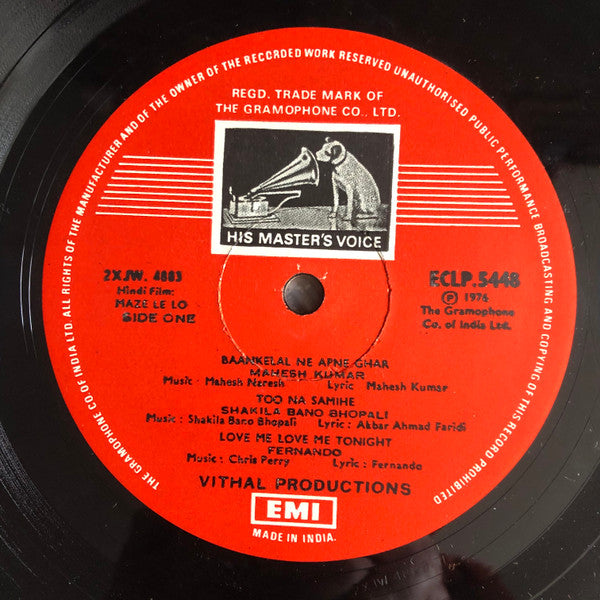 THE GRAMOPHONE CO. OF INDIA LTD. ALL RIGHTS OF THE MANUFACTURER AND OF THE OWNER OF THE RECORDED WORK RESERVED UNAUTHORISED PUBLIC PERFORMANCE BROADCASTING AND COPYING OF THIS RECORD PROHIBITED
REGD. TRADE MARK OF
THE GRAMOPHONE CO., LTD.
HIS MASTER'S VOICE
2XJW. 4883
Hindi Film:
MAZE LE LO
SIDE ONE
ECLP.5448
Ⓟ 1976
The Gramophone
Co. of India Ltd.
BAANKELAL NE APNE GHAR
MAHESH KUMAR
Music: Mahesh Naresh Lyric: Mahesh Kumar
TOO NA SAMJHE
SHAKILA BANO BHOPALI
Music: Shakila Bano Bhopali Lyric: Akbar Ahmad Faridi
LOVE ME LOVE ME TONIGHT
FERNANDO
Music: Chris Perry Lyric: Fernando
VITHAL PRODUCTIONS
EMI
MADE IN INDIA.